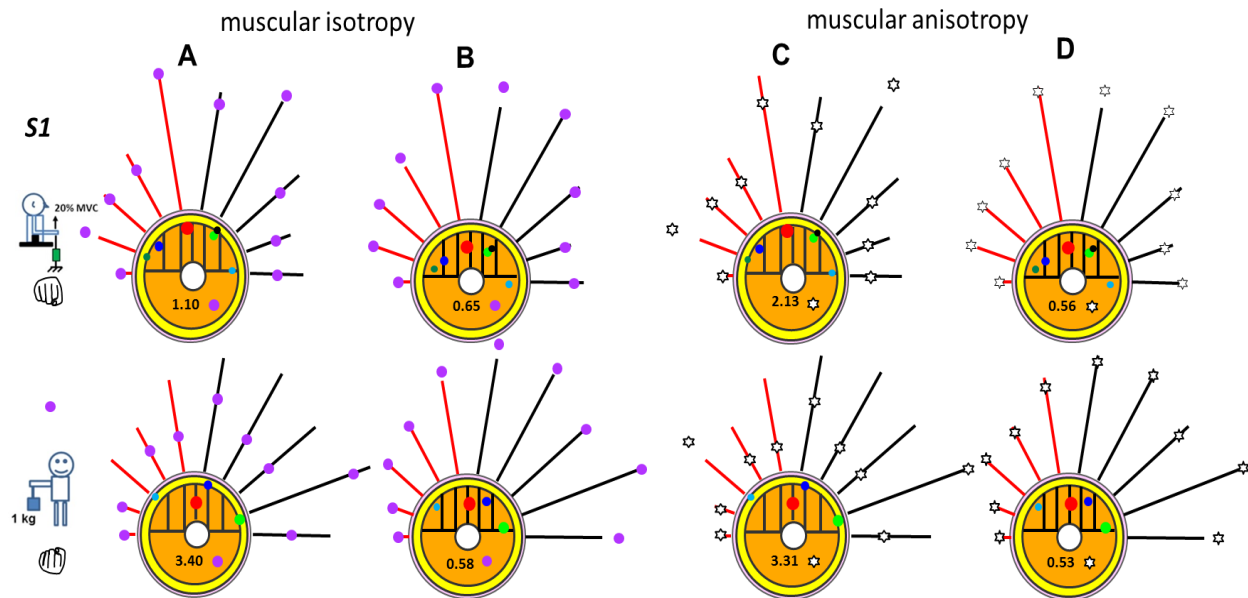 muscular isotropy
muscular anisotropy
A
B
C
D
S1
20% MVC
1.10
0.65
2.13
0.56
1 kg
3.40
0.58
3.31
0.53